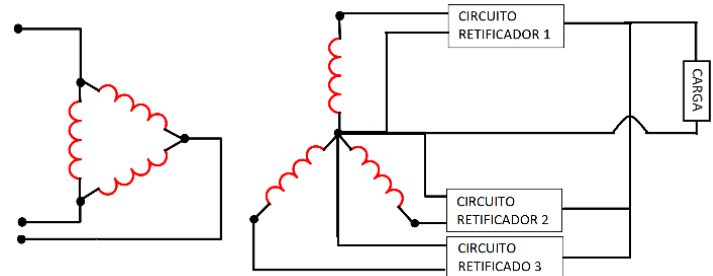 CIRCUITO
RETIFICADOR 1
CARGA
CIRCUITO
RETIFICADOR 2
CIRCUITO
RETIFICADO 3